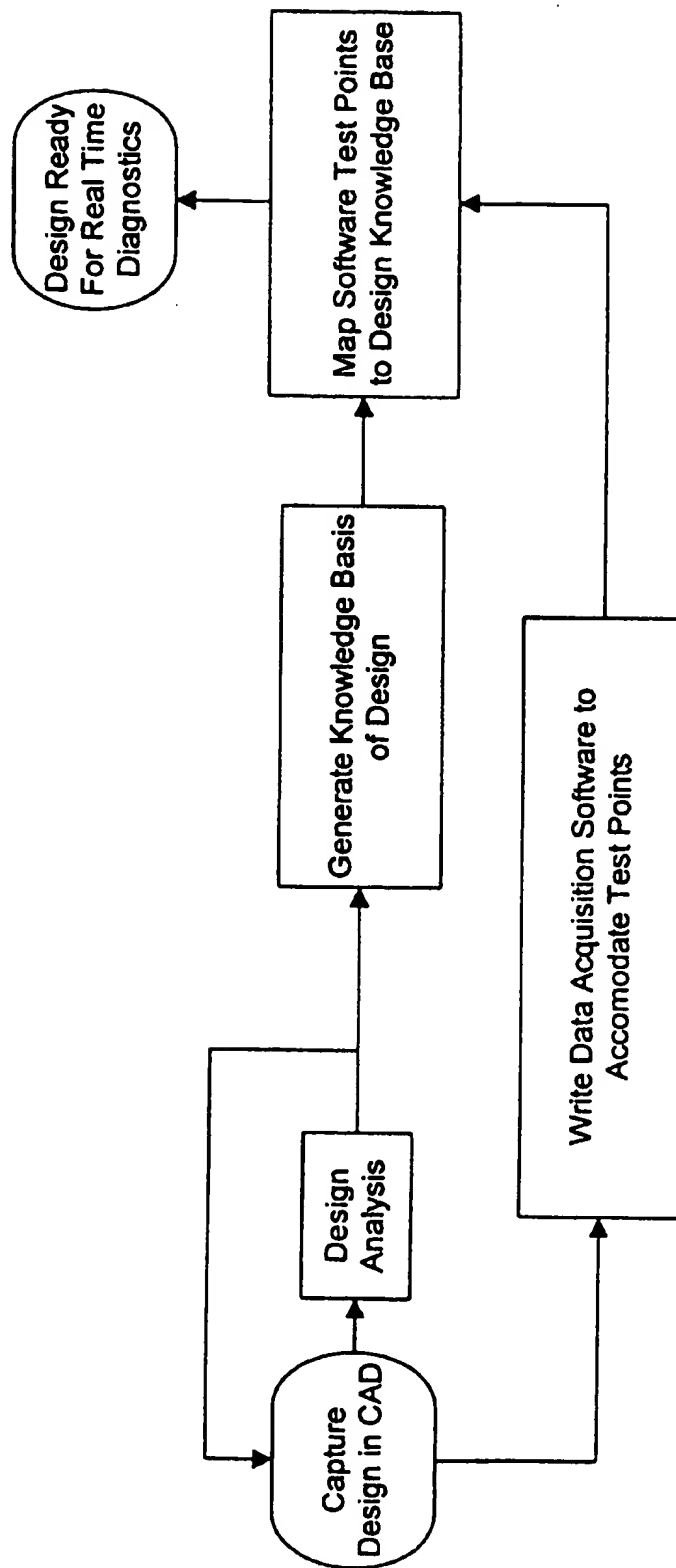 Capture
Design in CAD
Design
Analysis
Generate Knowledge Basis
of Design
Map Software Test Points
to Design Knowledge Base
Design Ready
For Real Time
Diagnostics
Write Data Acquisition Software to
Accomodate Test Points